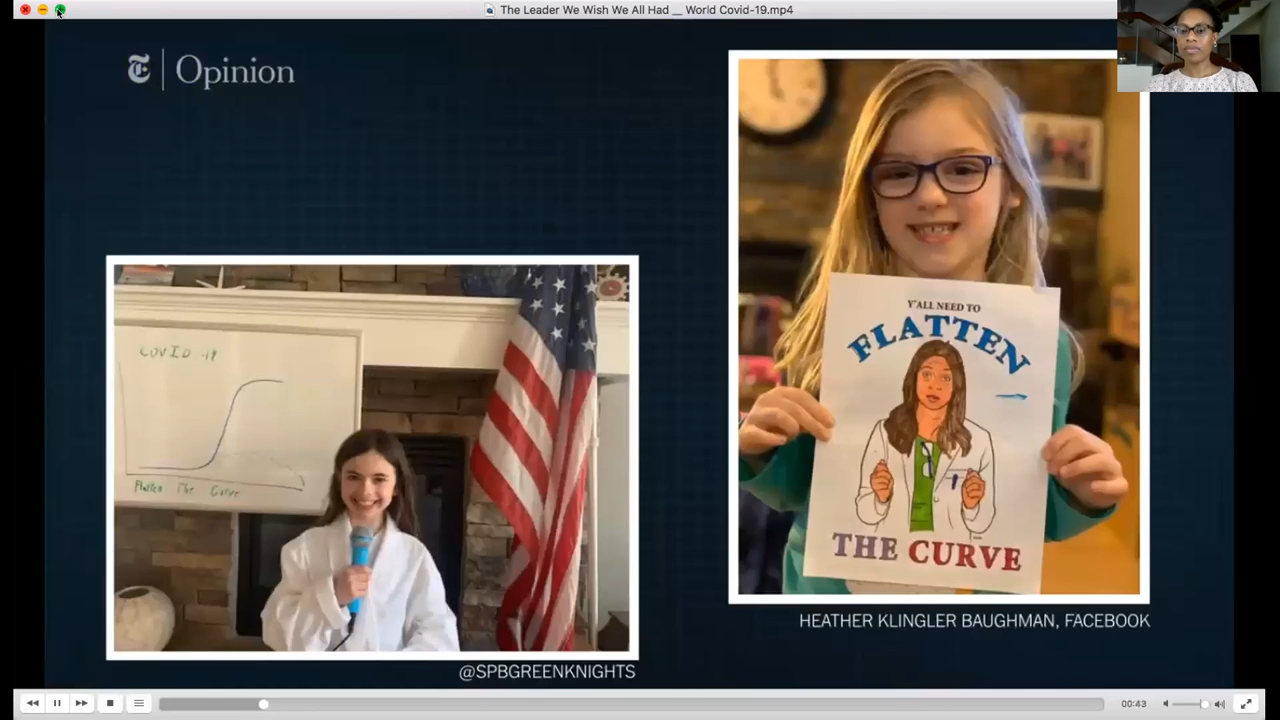 The Leader We Wish We All Had __ World Covid-19.mp4
T | Opinion
COVID -19
Flatten The Curve
@SPBGREENKNIGHTS
Y'ALL NEED TO
FLATTEN
THE CURVE
HEATHER KLINGLER BAUGHMAN, FACEBOOK
00:43